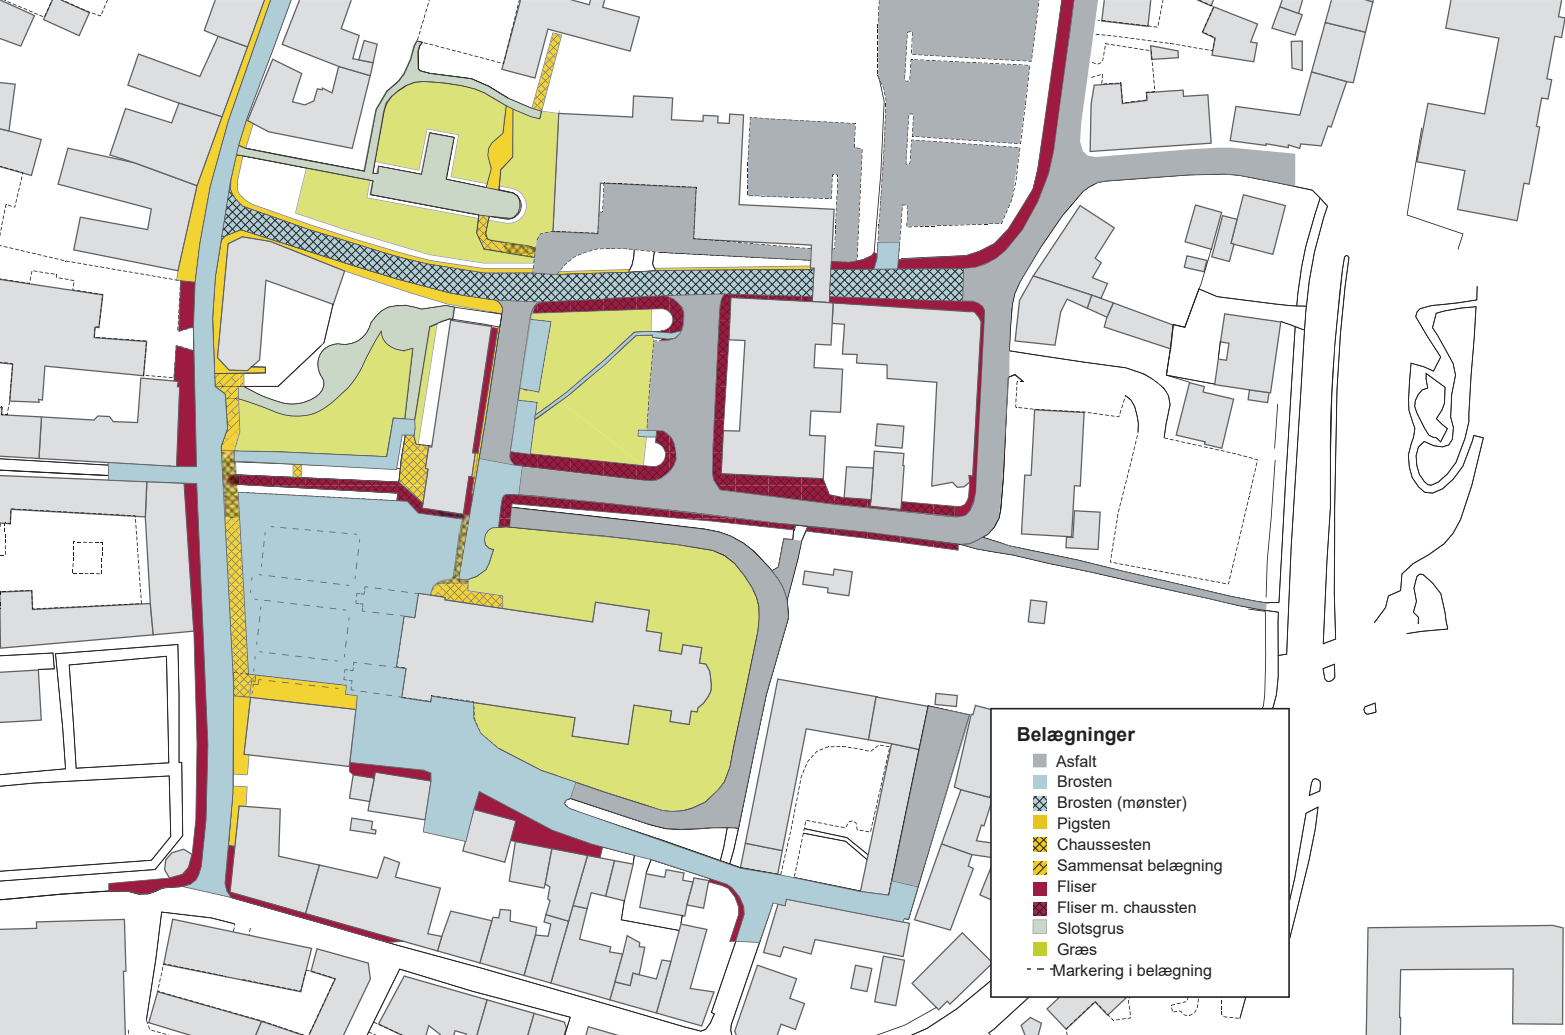 Belægninger
Asfalt
Brosten
Brosten (mønster)
Pigsten
Chaussesten
Sammensat belægning
Fliser
Fliser m. chaussten
Slotsgrus
Græs
Markering i belægning